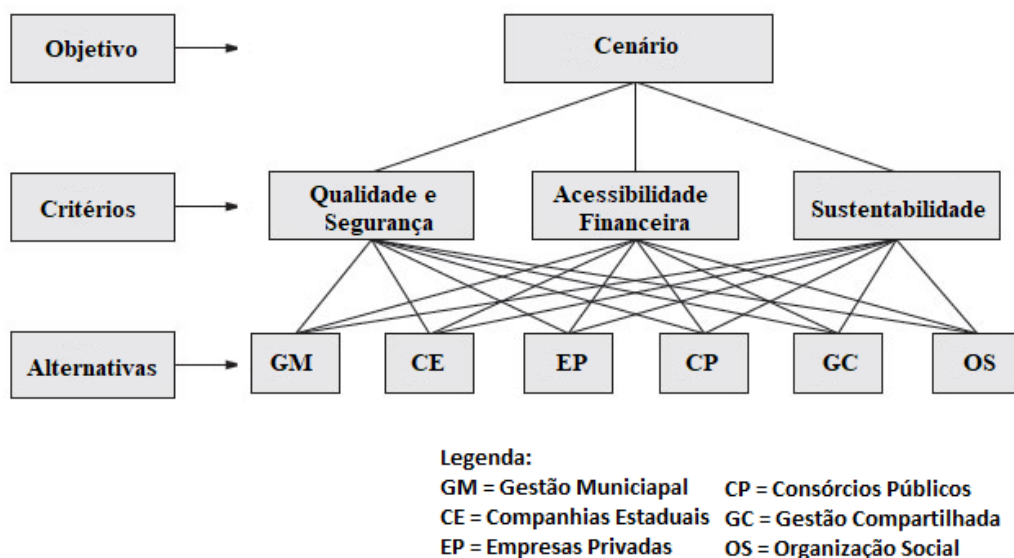 Objetivo
Cenário
Critérios
Qualidade e
Segurança
Acessibilidade
Financeira
Sustentabilidade
Alternativas
GM
CE
EP
CP
GC
OS
Legenda:
GM = Gestão Municiapal
CP = Consórcios Públicos
CE = Companhias Estaduais
GC = Gestão Compartilhada
EP = Empresas Privadas
OS = Organização Social